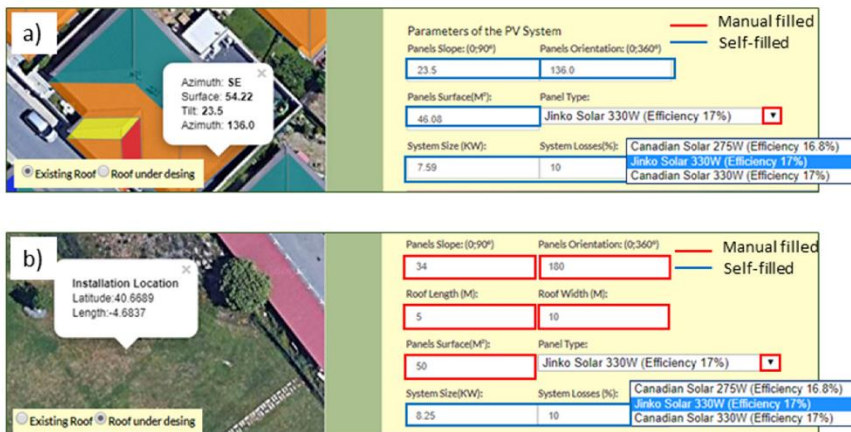 a)
×
Azimuth: SE
Surface: 54.22
Tilt: 23.5
Azimuth: 136.0
Existing Roof Roof under desing
Parameters of the PV System
Manual filled
Self-filled
Panels Slope: (0;90º) Panels Orientation: (0;360º)
23.5 136.0
Panels Surface(M²): Panel Type:
46.08 Jinko Solar 330W (Efficiency 17%)
System Size (KW): System Losses(%):
7.59 10
Canadian Solar 275W (Efficiency 16.8%)
Jinko Solar 330W (Efficiency 17%)
Canadian Solar 330W (Efficiency 17%)
b)
×
Installation Location
Latitude:40.6689
Length:-4.6837
Existing Roof Roof under desing
Panels Slope: (0;90º) Panels Orientation: (0;360º)
Manual filled
Self-filled
34 180
Roof Length (M): Roof Width (M):
5 10
Panels Surface(M²): Panel Type:
50 Jinko Solar 330W (Efficiency 17%)
System Size(KW): System Losses (%):
8.25 10
Canadian Solar 275W (Efficiency 16.8%)
Jinko Solar 330W (Efficiency 17%)
Canadian Solar 330W (Efficiency 17%)